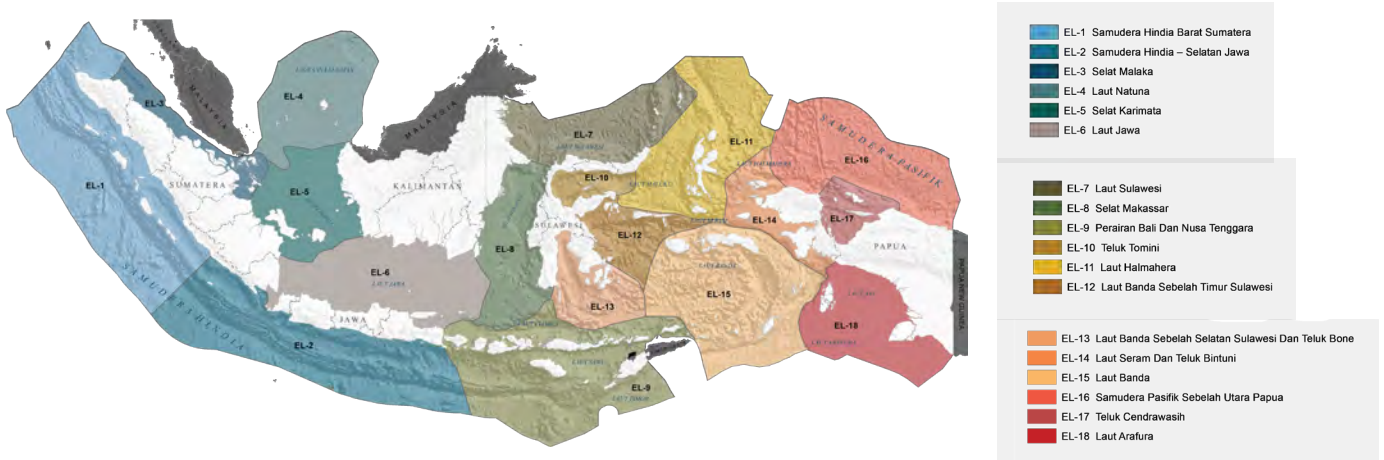 EL-1 Samudera Hindia Barat Sumatera
EL-2 Samudera Hindia – Selatan Jawa
EL-3 Selat Malaka
EL-4 Laut Natuna
EL-5 Selat Karimata
EL-6 Laut Jawa
EL-7 Laut Sulawesi
EL-8 Selat Makassar
EL-9 Perairan Bali Dan Nusa Tenggara
EL-10 Teluk Tomini
EL-11 Laut Halmahera
EL-12 Laut Banda Sebelah Timur Sulawesi
EL-13 Laut Banda Sebelah Selatan Sulawesi Dan Teluk Bone
EL-14 Laut Seram Dan Teluk Bintuni
EL-15 Laut Banda
EL-16 Samudera Pasifik Sebelah Utara Papua
EL-17 Teluk Cendrawasih
EL-18 Laut Arafura
EL-4
EL-3
MALAYSIA
MALAYSIA
EL-7
EL-11
SAMUDERA PASIFIK
EL-16
EL-1
SUMATERA
EL-5
KALIMANTAN
EL-10
EL-14
EL-17
SULAWESI
EL-12
EL-8
PAPUA
EL-6
LAUT JAWA
EL-15
EL-13
SAMUDERA HINDIA
JAWA
EL-2
EL-18
PAPUA NEW GUINEA
EL-9
LAUT TIMOR